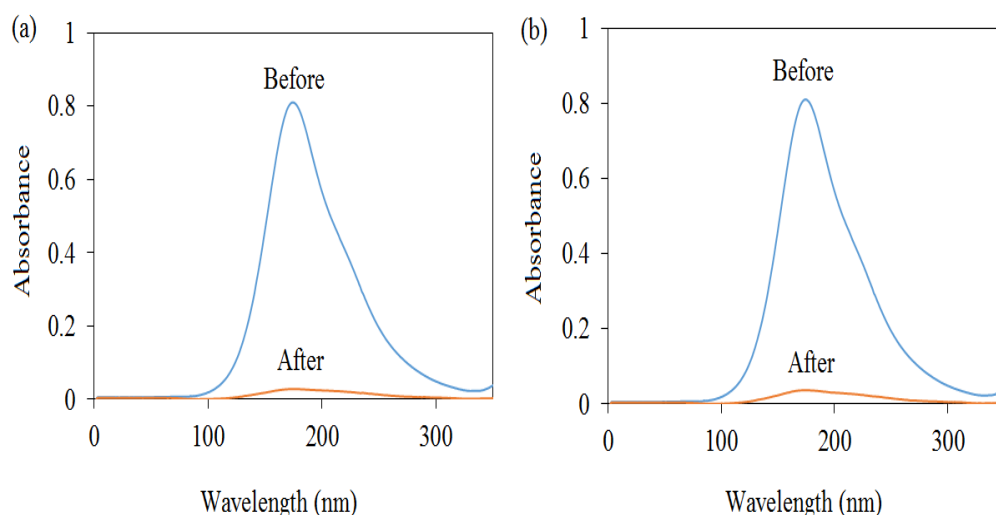 (a)
1
0.8
0.6
0.4
0.2
0
Absorbance
Before
After
0 100 200 300
Wavelength (nm)
(b)
1
0.8
0.6
0.4
0.2
0
Absorbance
Before
After
0 100 200 300
Wavelength (nm)